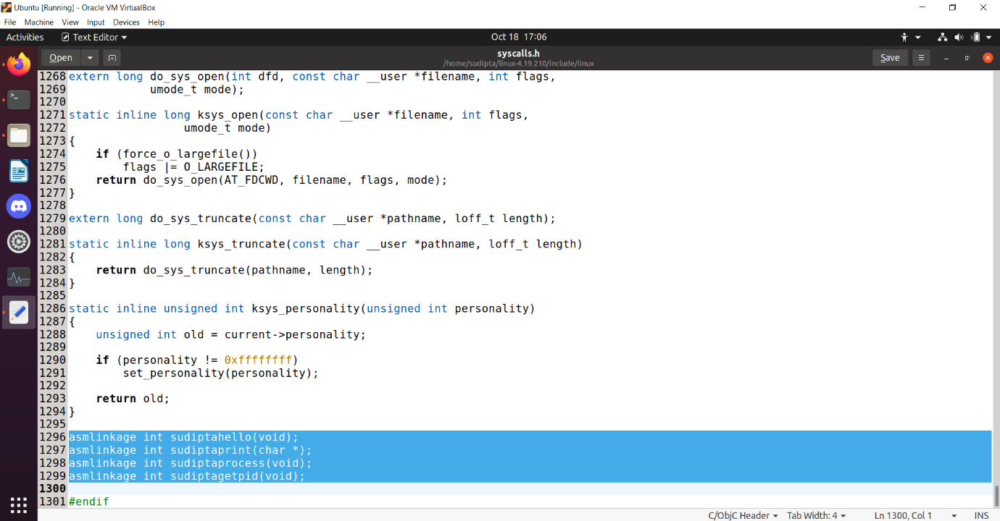 Ubuntu [Running] - Oracle VM VirtualBox
File Machine View Input Devices Help
Activities Text Editor Oct 18 17:06
Open syscalls.h Save
/home/sudipta/linux-4.19.210/include/linux
1268 extern long do_sys_open(int dfd, const char __user *filename, int flags,
1269             umode_t mode);
1270
1271 static inline long ksys_open(const char __user *filename, int flags,
1272                  umode_t mode)
1273 {
1274     if (force_o_largefile())
1275         flags |= O_LARGEFILE;
1276     return do_sys_open(AT_FDCWD, filename, flags, mode);
1277 }
1278
1279 extern long do_sys_truncate(const char __user *pathname, loff_t length);
1280
1281 static inline long ksys_truncate(const char __user *pathname, loff_t length)
1282 {
1283     return do_sys_truncate(pathname, length);
1284 }
1285
1286 static inline unsigned int ksys_personality(unsigned int personality)
1287 {
1288     unsigned int old = current->personality;
1289
1290     if (personality != 0xffffffff)
1291         set_personality(personality);
1292
1293     return old;
1294 }
1295
1296 asmlinkage int sudiptahello(void);
1297 asmlinkage int sudiptaprint(char *);
1298 asmlinkage int sudiptaprocess(void);
1299 asmlinkage int sudiptagetpid(void);
1300
1301 #endif
C/ObjC Header Tab Width: 4 Ln 1300, Col 1 INS